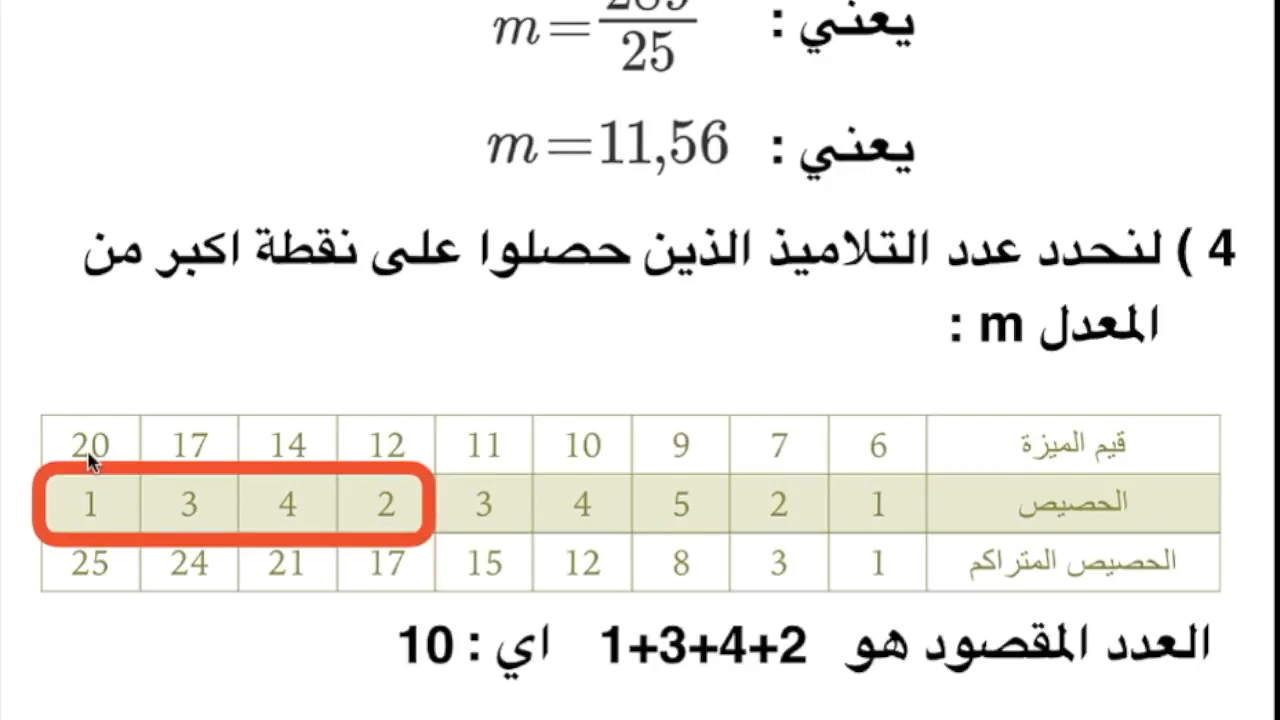 يعني : m=289/25
يعني : m=11,56
4 ) لنحدد عدد التلاميذ الذين حصلوا على نقطة اكبر من
المعدل m :
قيم الميزة 6 7 9 10 11 12 14 17 20
الحصيص 1 2 5 4 3 2 4 3 1
الحصيص المتراكم 1 3 8 12 15 17 21 24 25
العدد المقصود هو 1+3+4+2 اي : 10